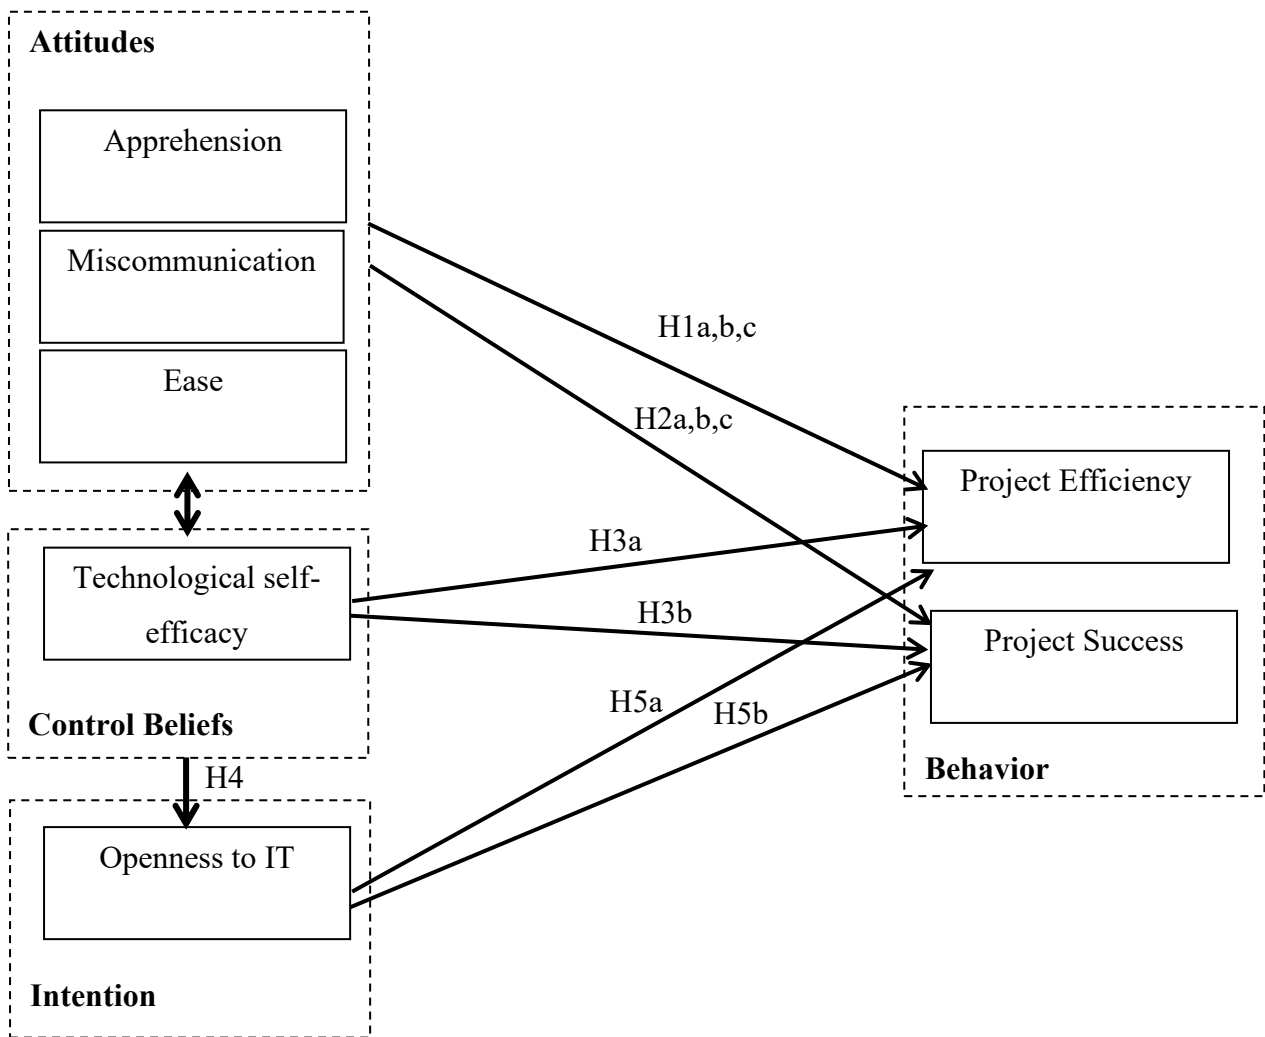 Attitudes
Apprehension
Miscommunication
Ease
H1a,b,c
H2a,b,c
Project Efficiency
H3a
Technological self-
efficacy
H3b
Project Success
H5a
H5b
Control Beliefs
Behavior
H4
Openness to IT
Intention